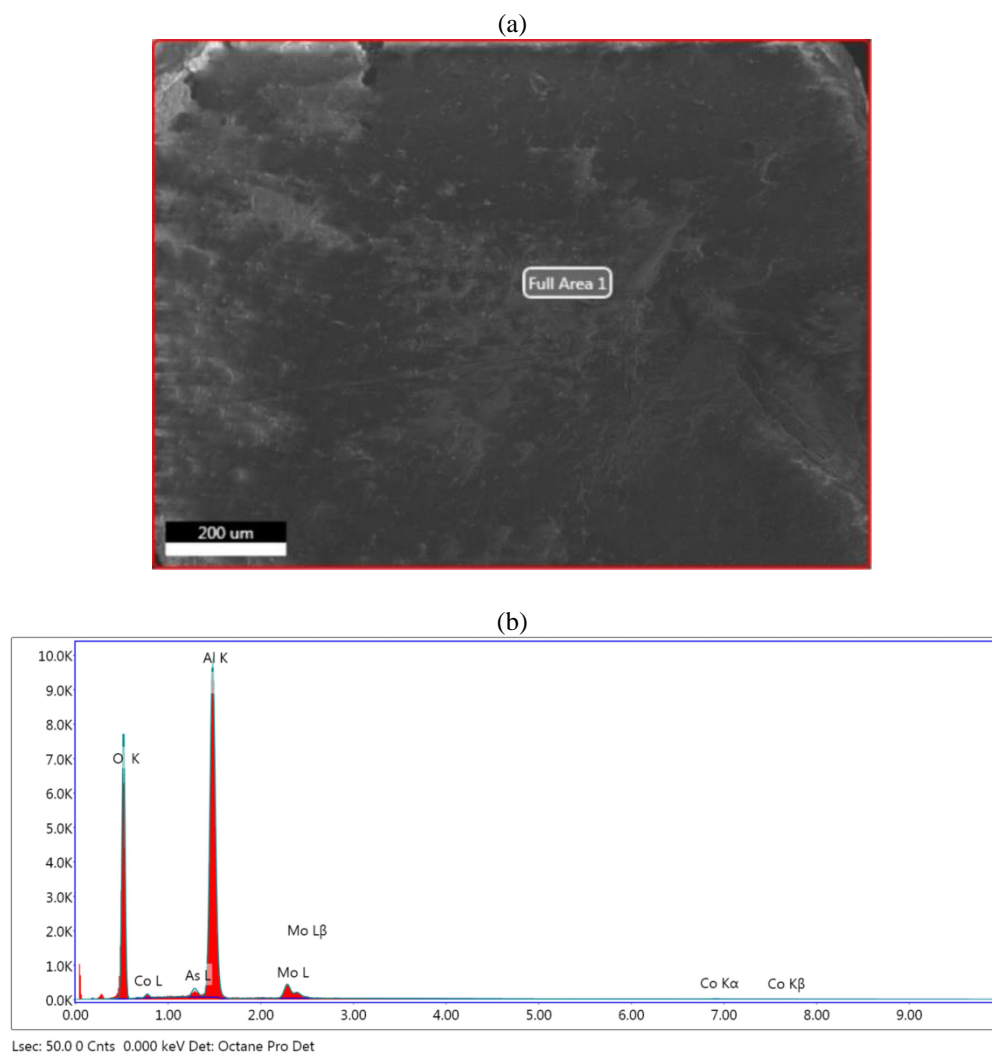 (a)
Full Area 1
200 um
(b)
10.0K
Al K
9.0K
8.0K
7.0K
O K
6.0K
5.0K
4.0K
3.0K
2.0K
Mo Lβ
1.0K
Co L
As L
Mo L
Co Kα
Co Kβ
0.0K
0.00 1.00 2.00 3.00 4.00 5.00 6.00 7.00 8.00 9.00
Lsec: 50.0 0 Cnts 0.000 keV Det: Octane Pro Det